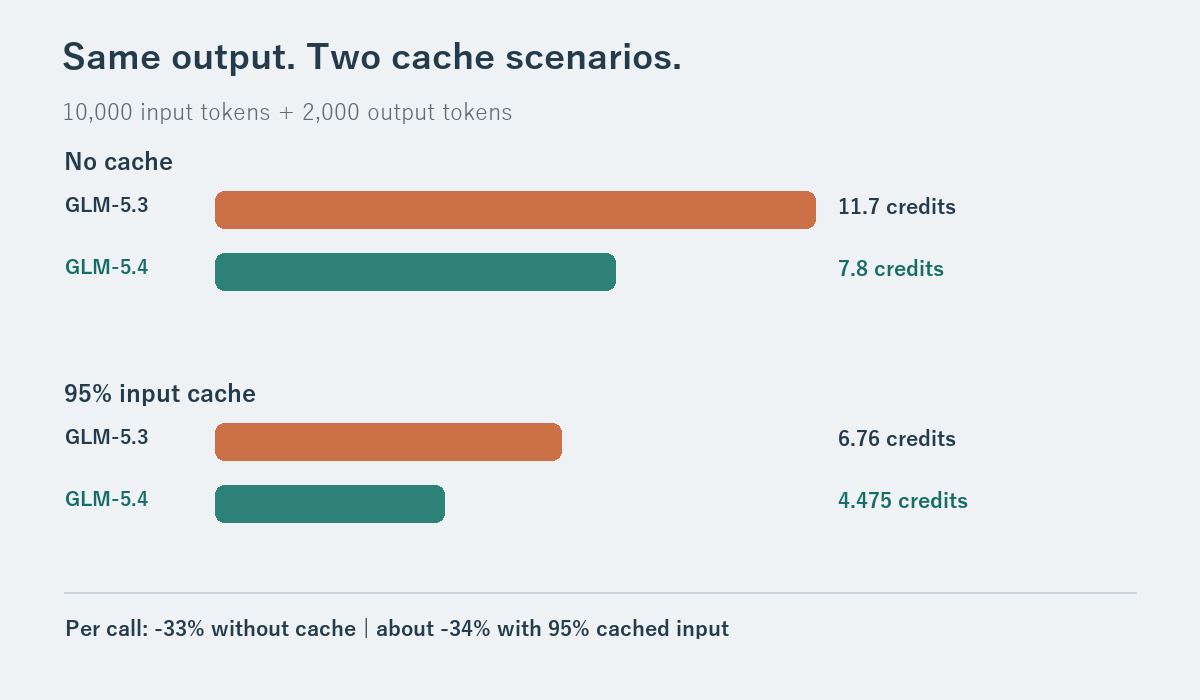 Same output. Two cache scenarios.
10,000 input tokens + 2,000 output tokens
No cache
GLM-5.3
11.7 credits
GLM-5.4
7.8 credits
95% input cache
GLM-5.3
6.76 credits
GLM-5.4
4.475 credits
Per call: -33% without cache | about -34% with 95% cached input